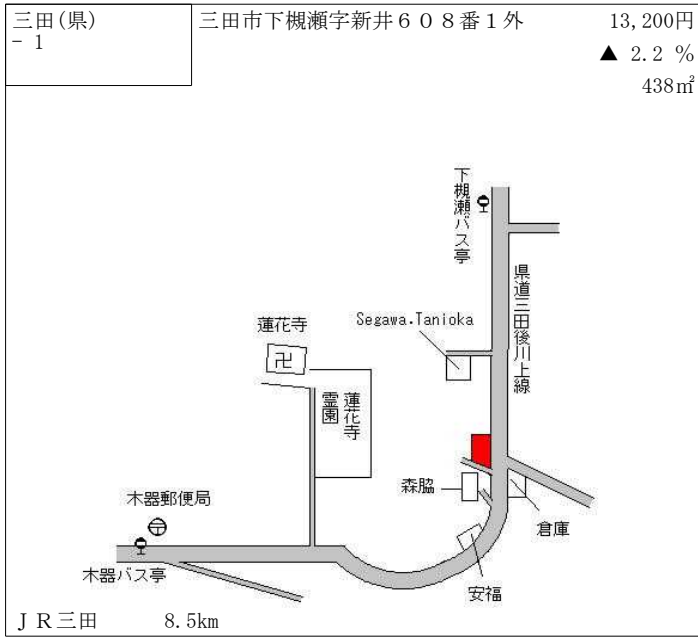 三田(県)
- 1
三田市下槻瀬字新井６０８番１外
13,200円
▲ 2.2 %
438㎡
下槻瀬バス亭
県道三田後川上線
Segawa.Tanioka
蓮花寺
卍
蓮花寺
霊園
森脇
倉庫
木器郵便局
〒
木器バス亭
安福
ＪＲ三田 8.5km